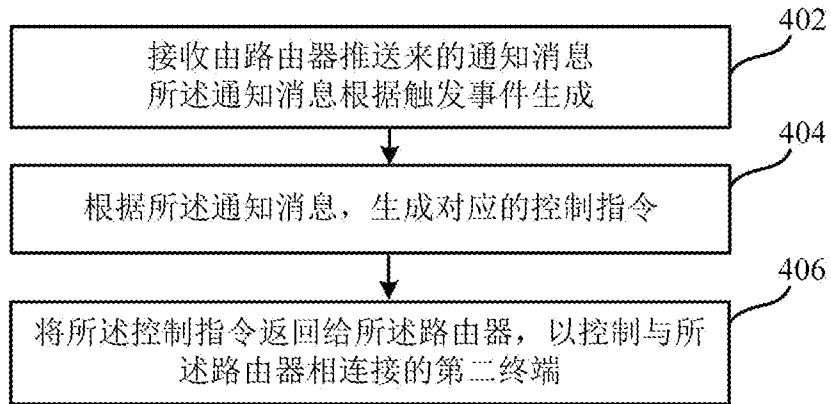 402
接收由路由器推送来的通知消息
所述通知消息根据触发事件生成
404
根据所述通知消息，生成对应的控制指令
406
将所述控制指令返回给所述路由器，以控制与所
述路由器相连接的第二终端